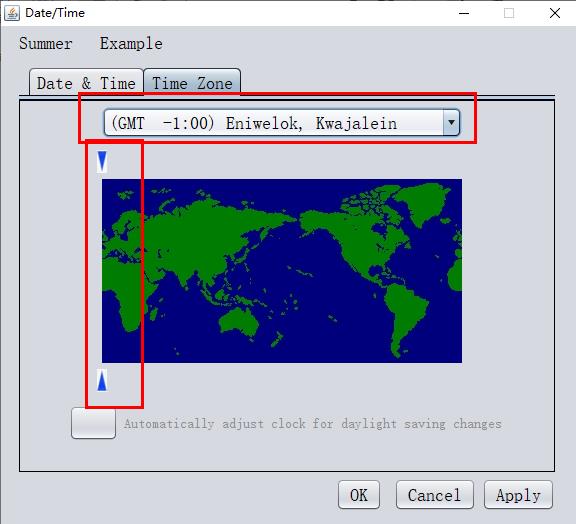 Date/Time
Summer Example
Date & Time Time Zone
(GMT -1:00) Eniwelok, Kwajalein
Automatically adjust clock for daylight saving changes
OK Cancel Apply